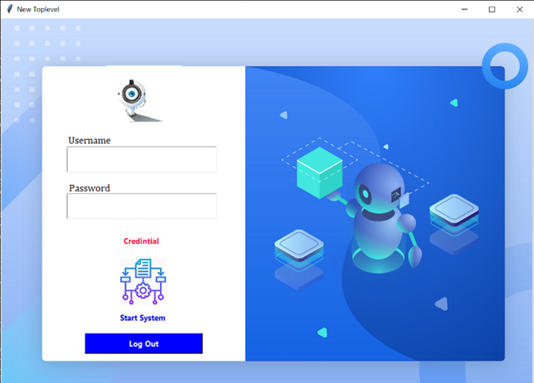 New Toplevel
Username
Password
Credintial
Start System
Log Out